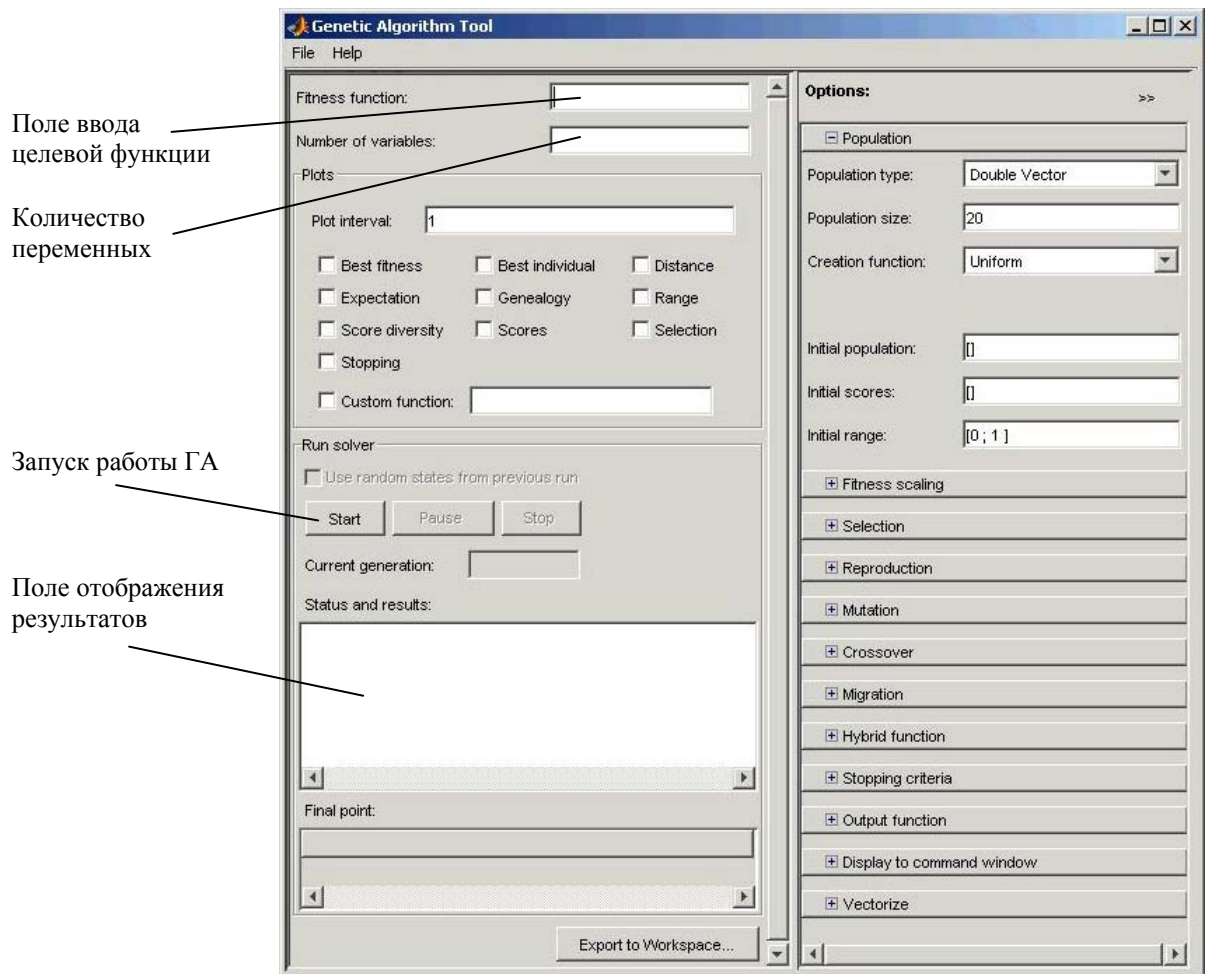 Genetic Algorithm Tool
File Help
Поле ввода
целевой функции
Количество
переменных
Запуск работы ГА
Поле отображения
результатов
Fitness function:
Number of variables:
Plots
Plot interval: 1
Best fitness Best individual Distance
Expectation Genealogy Range
Score diversity Scores Selection
Stopping
Custom function:
Run solver
Use random states from previous run
Start Pause Stop
Current generation:
Status and results:
Final point:
Export to Workspace...
Options: >>
Population
Population type: Double Vector
Population size: 20
Creation function: Uniform
Initial population: []
Initial scores: []
Initial range: [0 ; 1 ]
Fitness scaling
Selection
Reproduction
Mutation
Crossover
Migration
Hybrid function
Stopping criteria
Output function
Display to command window
Vectorize